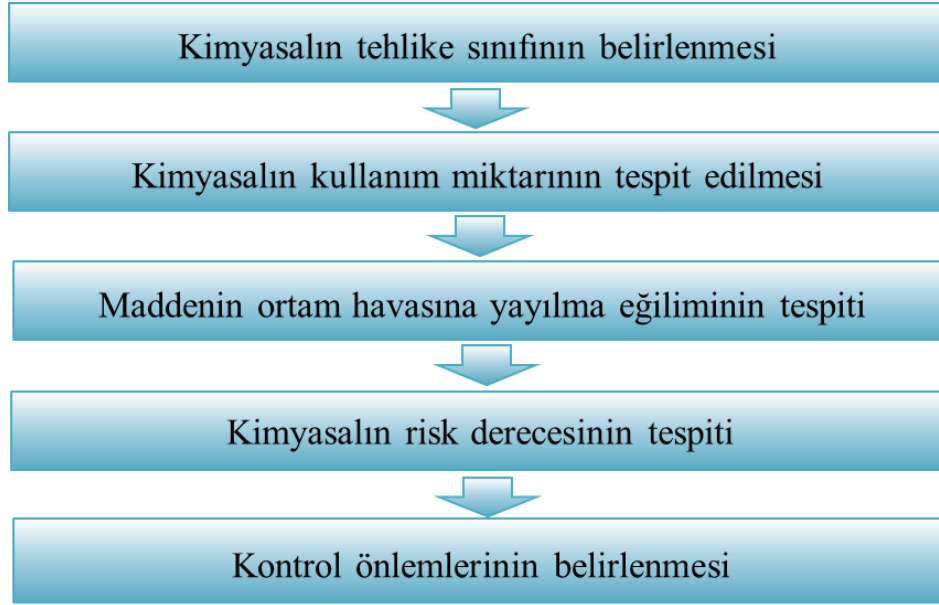 Kimyasalın tehlike sınıfının belirlenmesi
Kimyasalın kullanım miktarının tespit edilmesi
Maddenin ortam havasına yayılma eğiliminin tespiti
Kimyasalın risk derecesinin tespiti
Kontrol önlemlerinin belirlenmesi